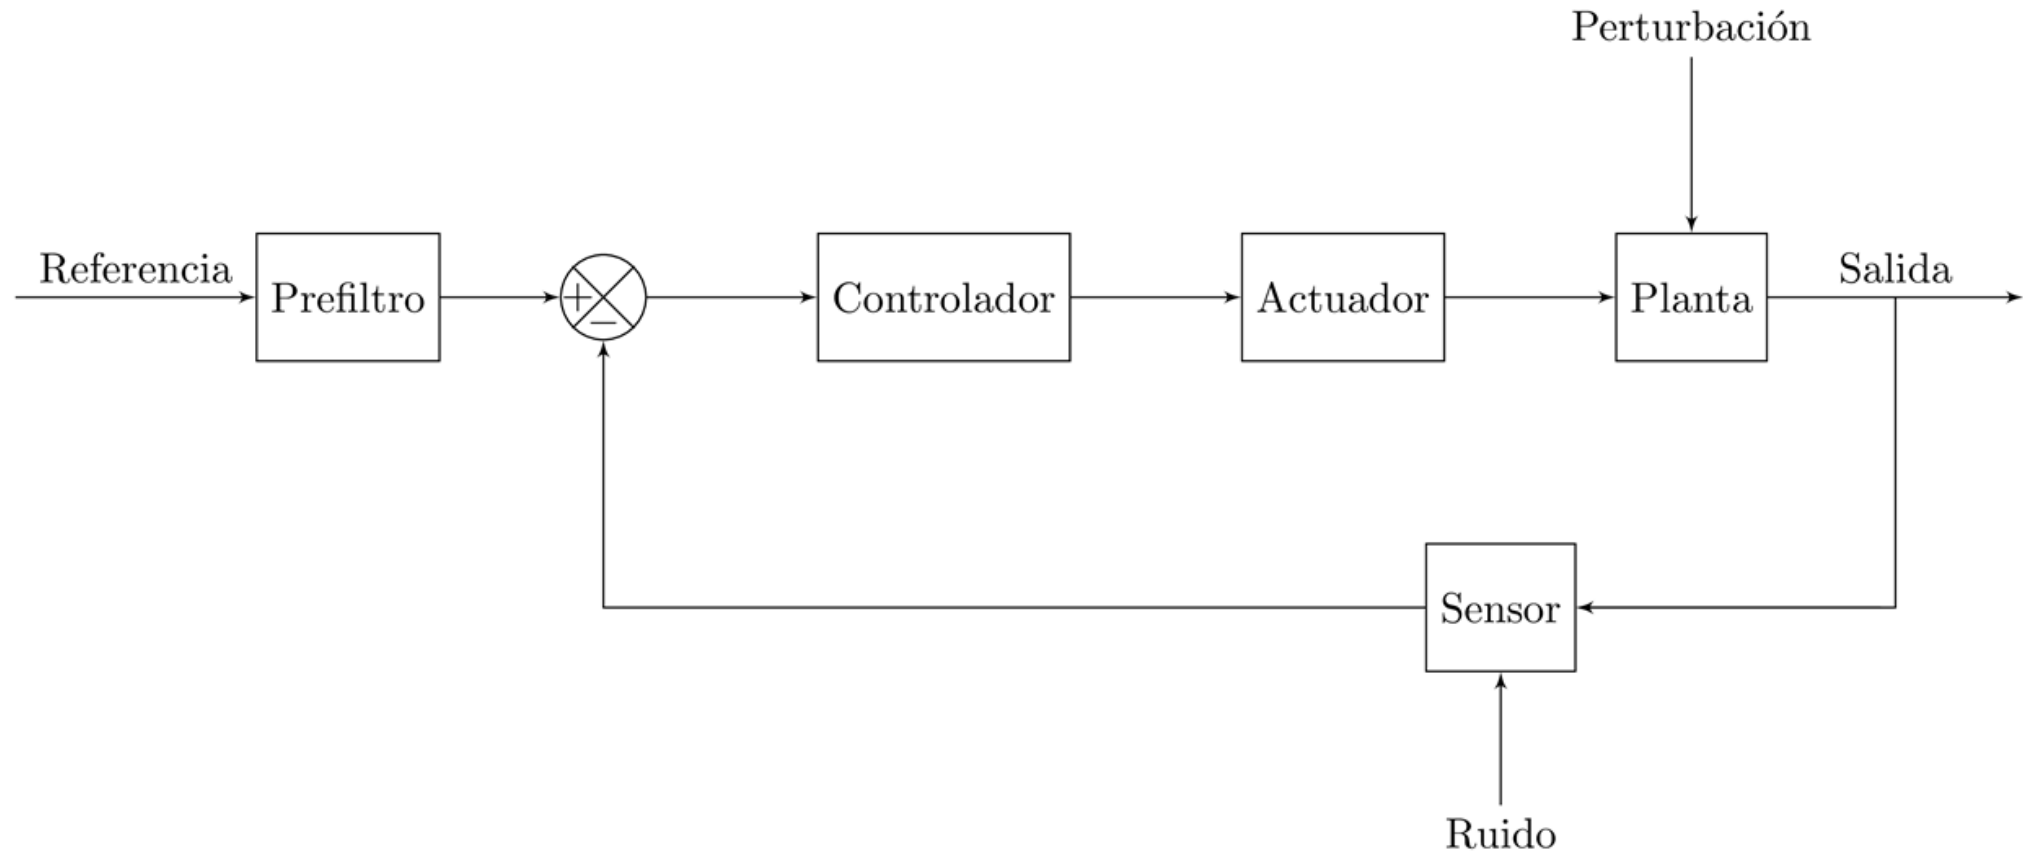 Perturbación
Referencia
Prefiltro
+
−
Controlador
Actuador
Planta
Salida
Sensor
Ruido